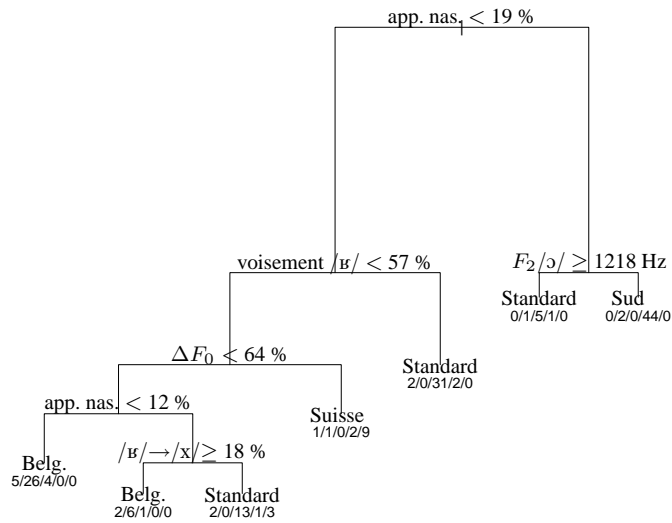 app. nas. < 19 %
voisement /ʁ/ < 57 %
F₂/ɔ/ ≥ 1218 Hz
Standard
0/1/5/1/0
Sud
0/2/0/44/0
ΔF₀ < 64 %
Standard
2/0/31/2/0
app. nas. < 12 %
Suisse
1/1/0/2/9
Belg.
5/26/4/0/0
/ʁ/→/x/≥ 18 %
Belg.
2/6/1/0/0
Standard
2/0/13/1/3